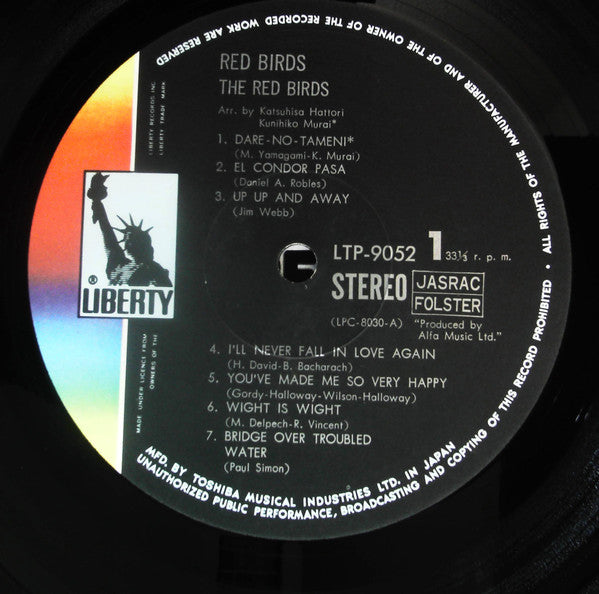 RED BIRDS
THE RED BIRDS
Arr. by Katsuhisa Hattori
Kunihiko Murai*
1. DARE-NO-TAMENI*
(M. Yamagami-K. Murai)
2. EL CONDOR PASA
(Daniel A. Robles)
3. UP UP AND AWAY
(Jim Webb)
LTP-9052 1 33⅓ r. p. m.
STEREO JASRAC
FOLSTER
(LPC-8030-A) "Produced by
Alfa Music Ltd."
4. I'LL NEVER FALL IN LOVE AGAIN
(H. David-B. Bacharach)
5. YOU'VE MADE ME SO VERY HAPPY
(Gordy-Halloway-Wilson-Halloway)
6. WIGHT IS WIGHT
(M. Delpech-R. Vincent)
7. BRIDGE OVER TROUBLED
WATER
(Paul Simon)
® LIBERTY
LIBERTY RECORDS INC
LIBERTY TRADE MARK
MADE UNDER LICENCE FROM
OWNERS OF THE
MFD. BY TOSHIBA MUSICAL INDUSTRIES LTD. IN JAPAN
UNAUTHORIZED PUBLIC PERFORMANCE, BROADCASTING AND COPYING OF THIS RECORD PROHIBITED • ALL RIGHTS OF THE MANUFACTURER AND OF THE OWNER OF THE RECORDED WORK ARE RESERVED